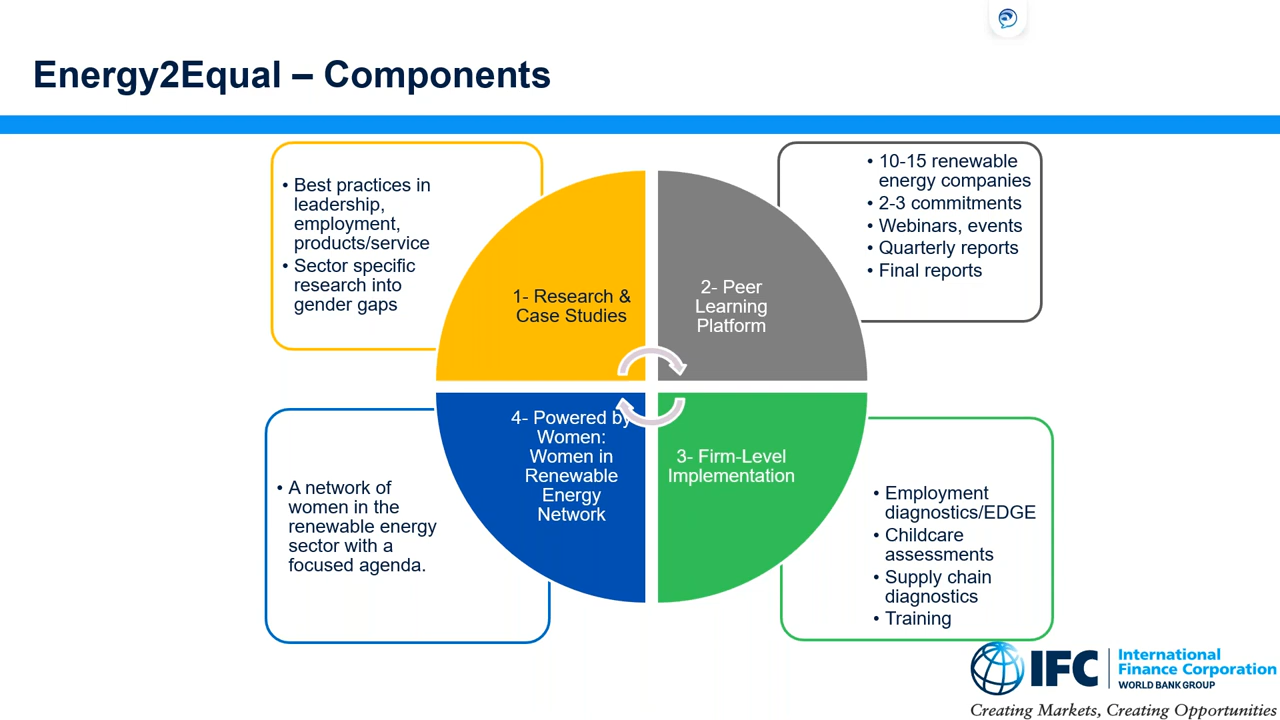 Energy2Equal – Components
• Best practices in
leadership,
employment,
products/service
• Sector specific
research into
gender gaps
1- Research &
Case Studies
2- Peer
Learning
Platform
• 10-15 renewable
energy companies
• 2-3 commitments
• Webinars, events
• Quarterly reports
• Final reports
• A network of
women in the
renewable energy
sector with a
focused agenda.
4- Powered by
Women:
Women in
Renewable
Energy
Network
3- Firm-Level
Implementation
• Employment
diagnostics/EDGE
• Childcare
assessments
• Supply chain
diagnostics
• Training
IFC
International
Finance Corporation
WORLD BANK GROUP
Creating Markets, Creating Opportunities